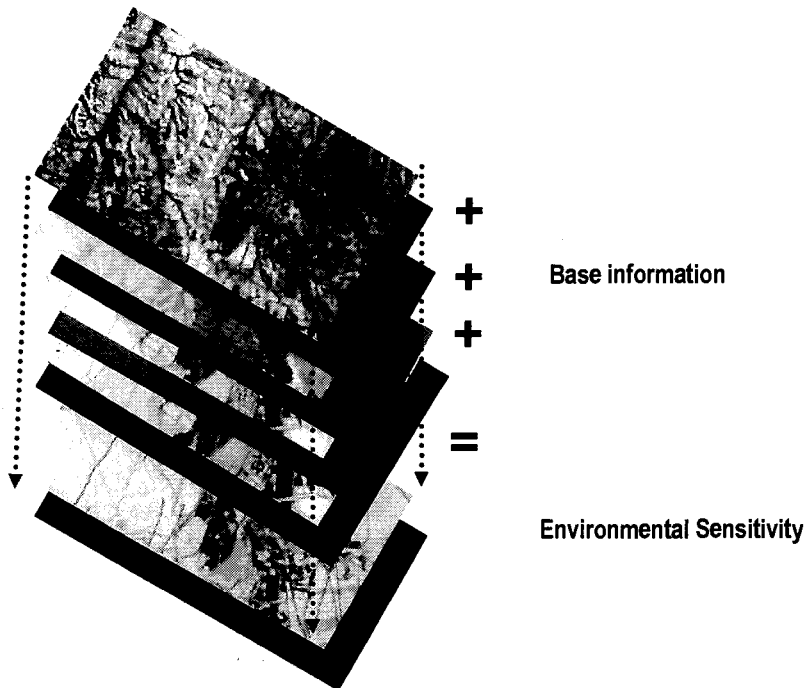 +
+
Base information
+
=
Environmental Sensitivity